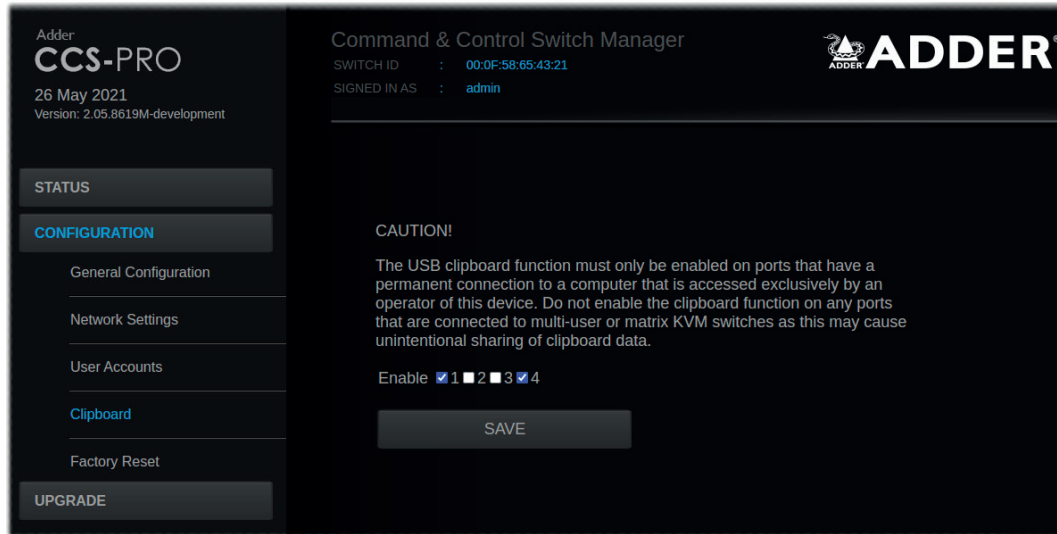 Adder
CCS-PRO
26 May 2021
Version: 2.05.8619M-development
STATUS
CONFIGURATION
General Configuration
Network Settings
User Accounts
Clipboard
Factory Reset
UPGRADE
Command & Control Switch Manager
SWITCH ID : 00:0F:58:65:43:21
SIGNED IN AS : admin
ADDER ADDER®
CAUTION!
The USB clipboard function must only be enabled on ports that have a
permanent connection to a computer that is accessed exclusively by an
operator of this device. Do not enable the clipboard function on any ports
that are connected to multi-user or matrix KVM switches as this may cause
unintentional sharing of clipboard data.
Enable 1 2 3 4
SAVE